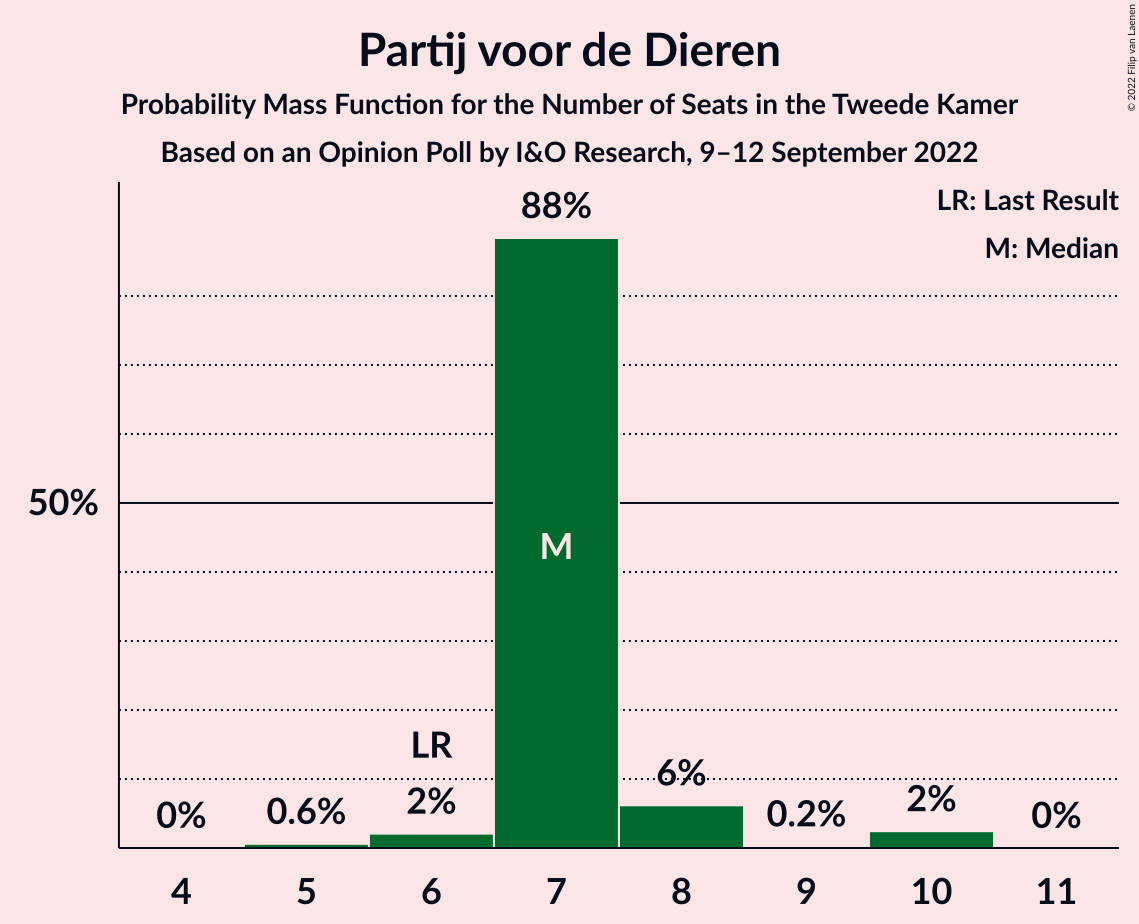 Partij voor de Dieren
Probability Mass Function for the Number of Seats in the Tweede Kamer
Based on an Opinion Poll by I&O Research, 9–12 September 2022
© 2022 Filip van Laenen
LR: Last Result
M: Median
88%
50%
M
LR
0%
0.6%
2%
6%
0.2%
2%
0%
4 5 6 7 8 9 10 11